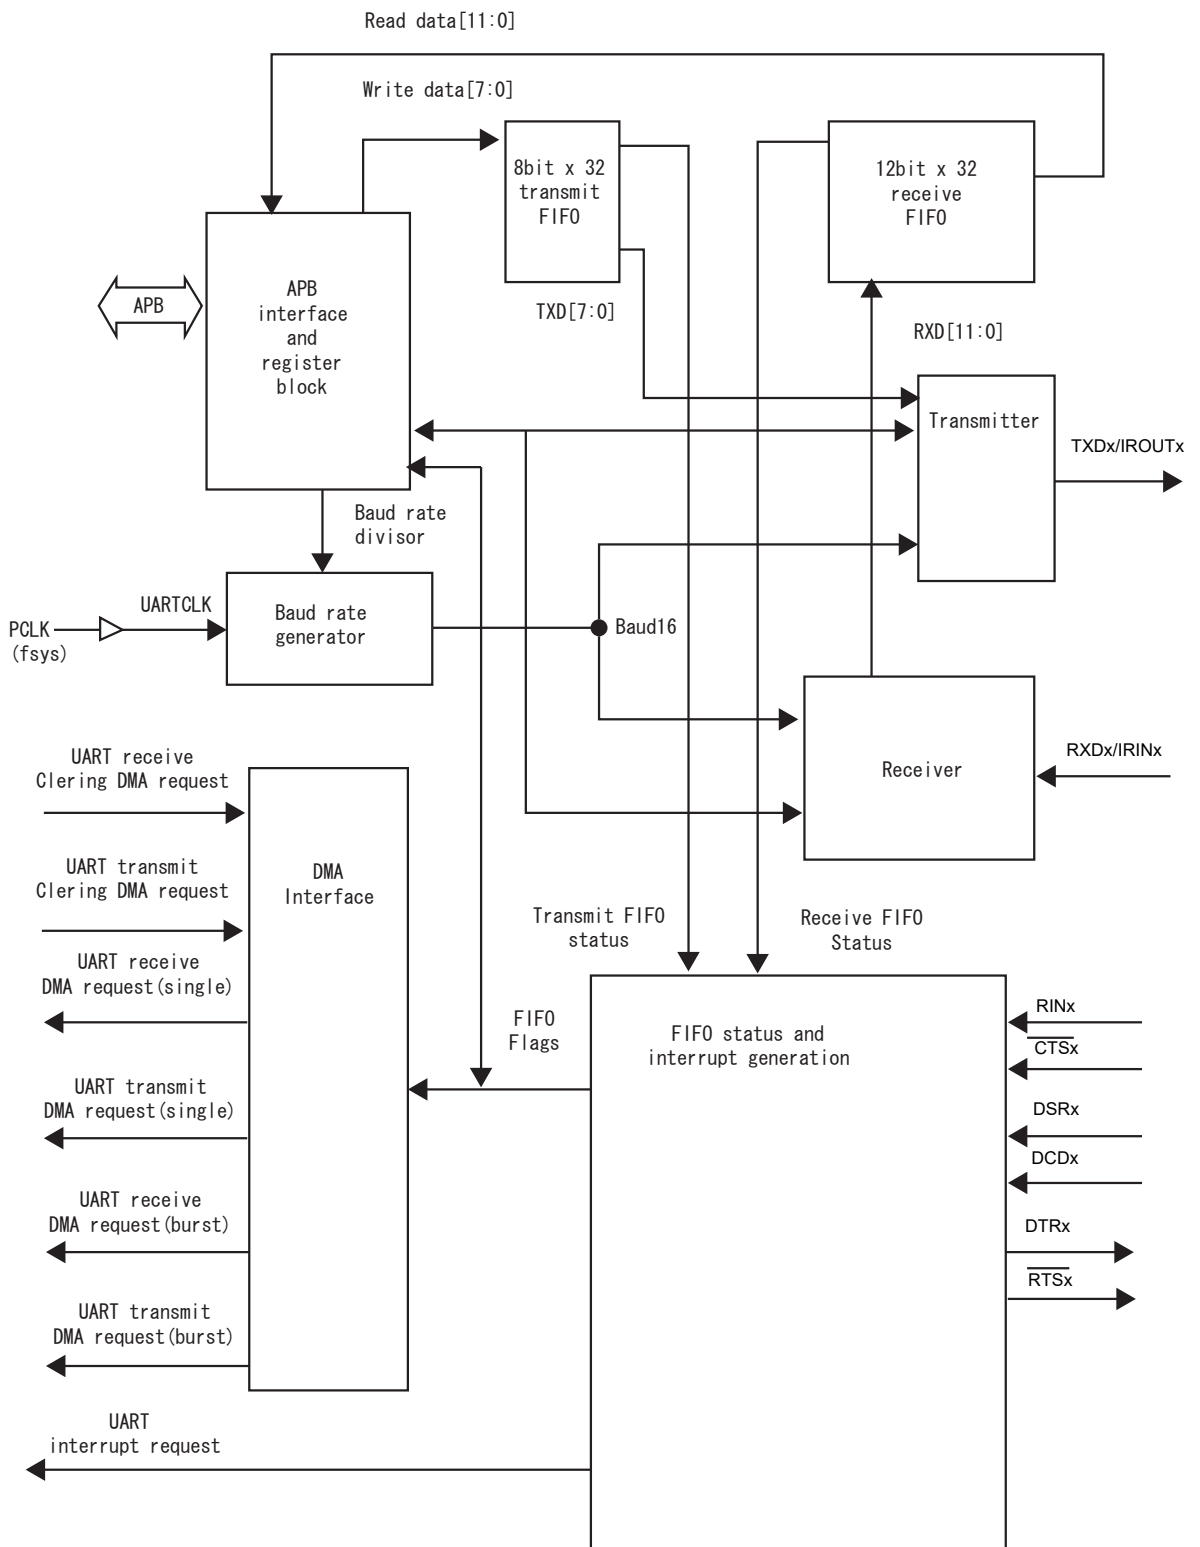 Read data[11:0]
Write data[7:0]
8bit x 32
transmit
FIFO
12bit x 32
receive
FIFO
APB
APB
interface
and
register
block
TXD[7:0]
RXD[11:0]
Transmitter
TXDx/IROUTx
Baud rate
divisor
UARTCLK
PCLK
(fsys)
Baud rate
generator
Baud16
Receiver
RXDx/IRINx
UART receive
Clering DMA request
UART transmit
Clering DMA request
DMA
Interface
UART receive
DMA request(single)
UART transmit
DMA request(single)
UART receive
DMA request(burst)
UART transmit
DMA request(burst)
UART
interrupt request
Transmit FIFO
status
Receive FIFO
Status
FIFO
Flags
FIFO status and
interrupt generation
RINx
C̅T̅S̅x̅
DSRx
DCDx
DTRx
R̅T̅S̅x̅